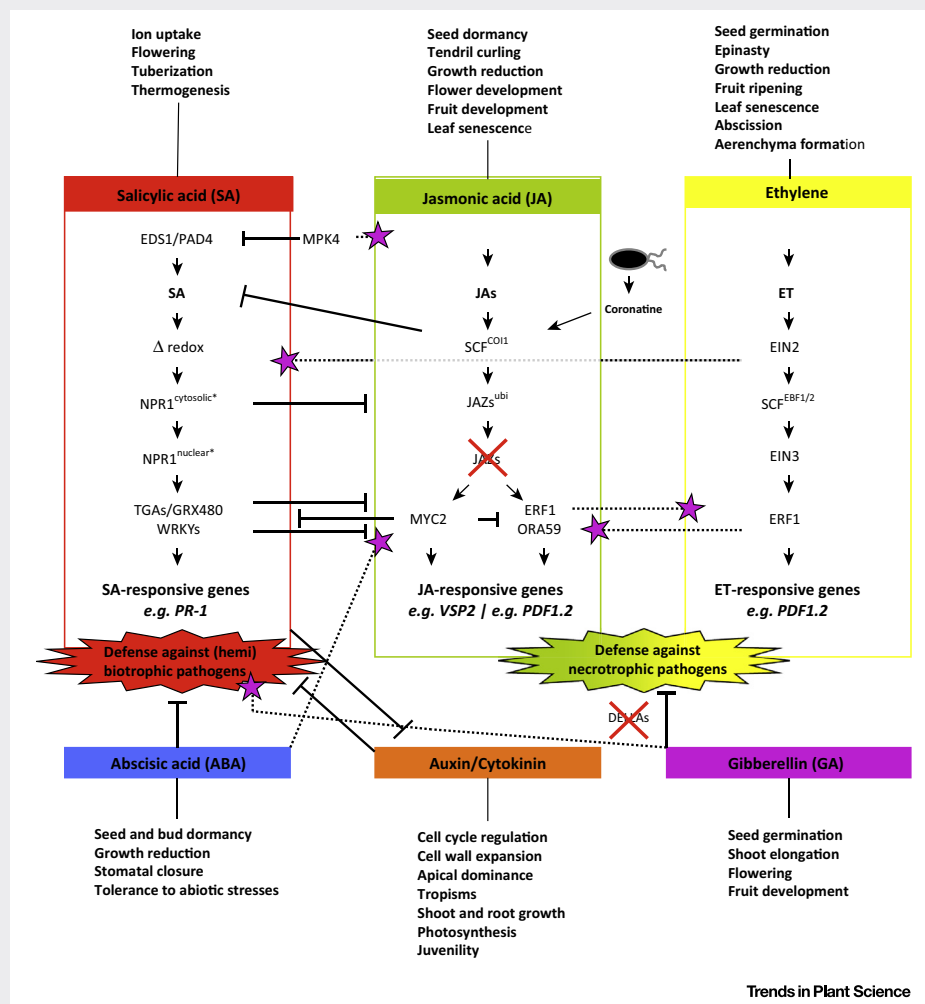 Ion uptake
Flowering
Tuberization
Thermogenesis
Seed dormancy
Tendril curling
Growth reduction
Flower development
Fruit development
Leaf senescence
Seed germination
Epinasty
Growth reduction
Fruit ripening
Leaf senescence
Abscission
Aerenchyma formation
Salicylic acid (SA)
Jasmonic acid (JA)
Ethylene
EDS1/PAD4
MPK4
SA
JAs
Coronatine
ET
Δ redox
SCF^COI1
EIN2
NPR1^cytosolic*
JAZs^ubi
SCF^EBF1/2
NPR1^nuclear*
JAZs
EIN3
TGAs/GRX480
WRKYs
MYC2
ERF1
ORA59
ERF1
SA-responsive genes
e.g. PR-1
JA-responsive genes
e.g. VSP2 | e.g. PDF1.2
ET-responsive genes
e.g. PDF1.2
Defense against (hemi)
biotrophic pathogens
Defense against
necrotrophic pathogens
DELLAs
Abscisic acid (ABA)
Auxin/Cytokinin
Gibberellin (GA)
Seed and bud dormancy
Growth reduction
Stomatal closure
Tolerance to abiotic stresses
Cell cycle regulation
Cell wall expansion
Apical dominance
Tropisms
Shoot and root growth
Photosynthesis
Juvenility
Seed germination
Shoot elongation
Flowering
Fruit development
Trends in Plant Science